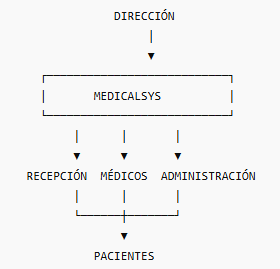 DIRECCIÓN
MEDICALSYS
RECEPCIÓN MÉDICOS ADMINISTRACIÓN
PACIENTES